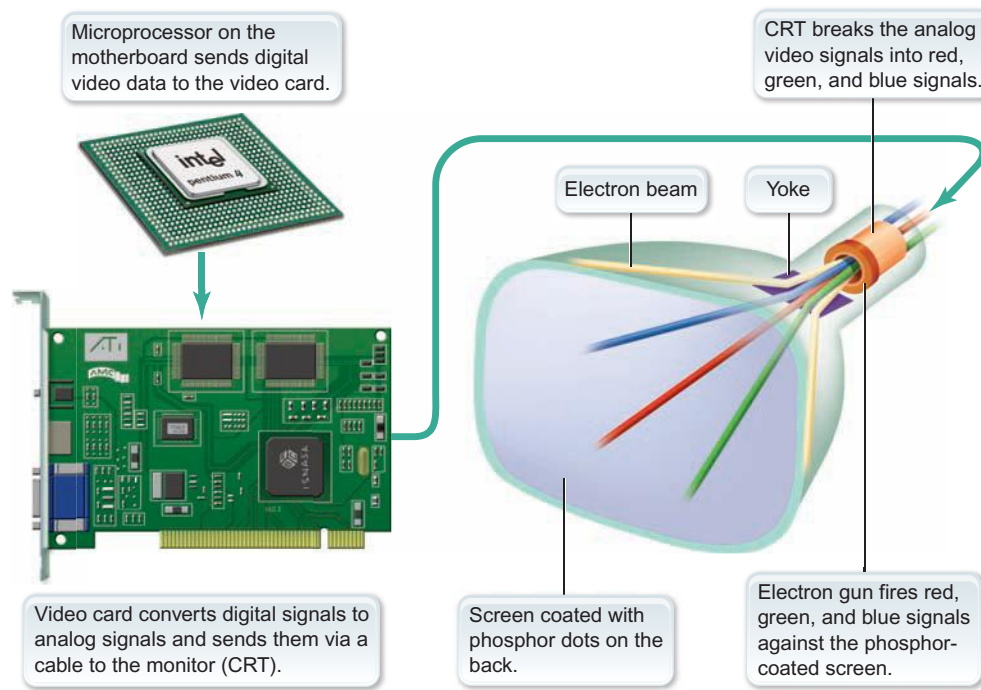 Microprocessor on the
motherboard sends digital
video data to the video card.
CRT breaks the analog
video signals into red,
green, and blue signals.
intel
pentium 4
Electron beam
Yoke
ATi
AMC
Video card converts digital signals to
analog signals and sends them via a
cable to the monitor (CRT).
Screen coated with
phosphor dots on the
back.
Electron gun fires red,
green, and blue signals
against the phosphor-
coated screen.